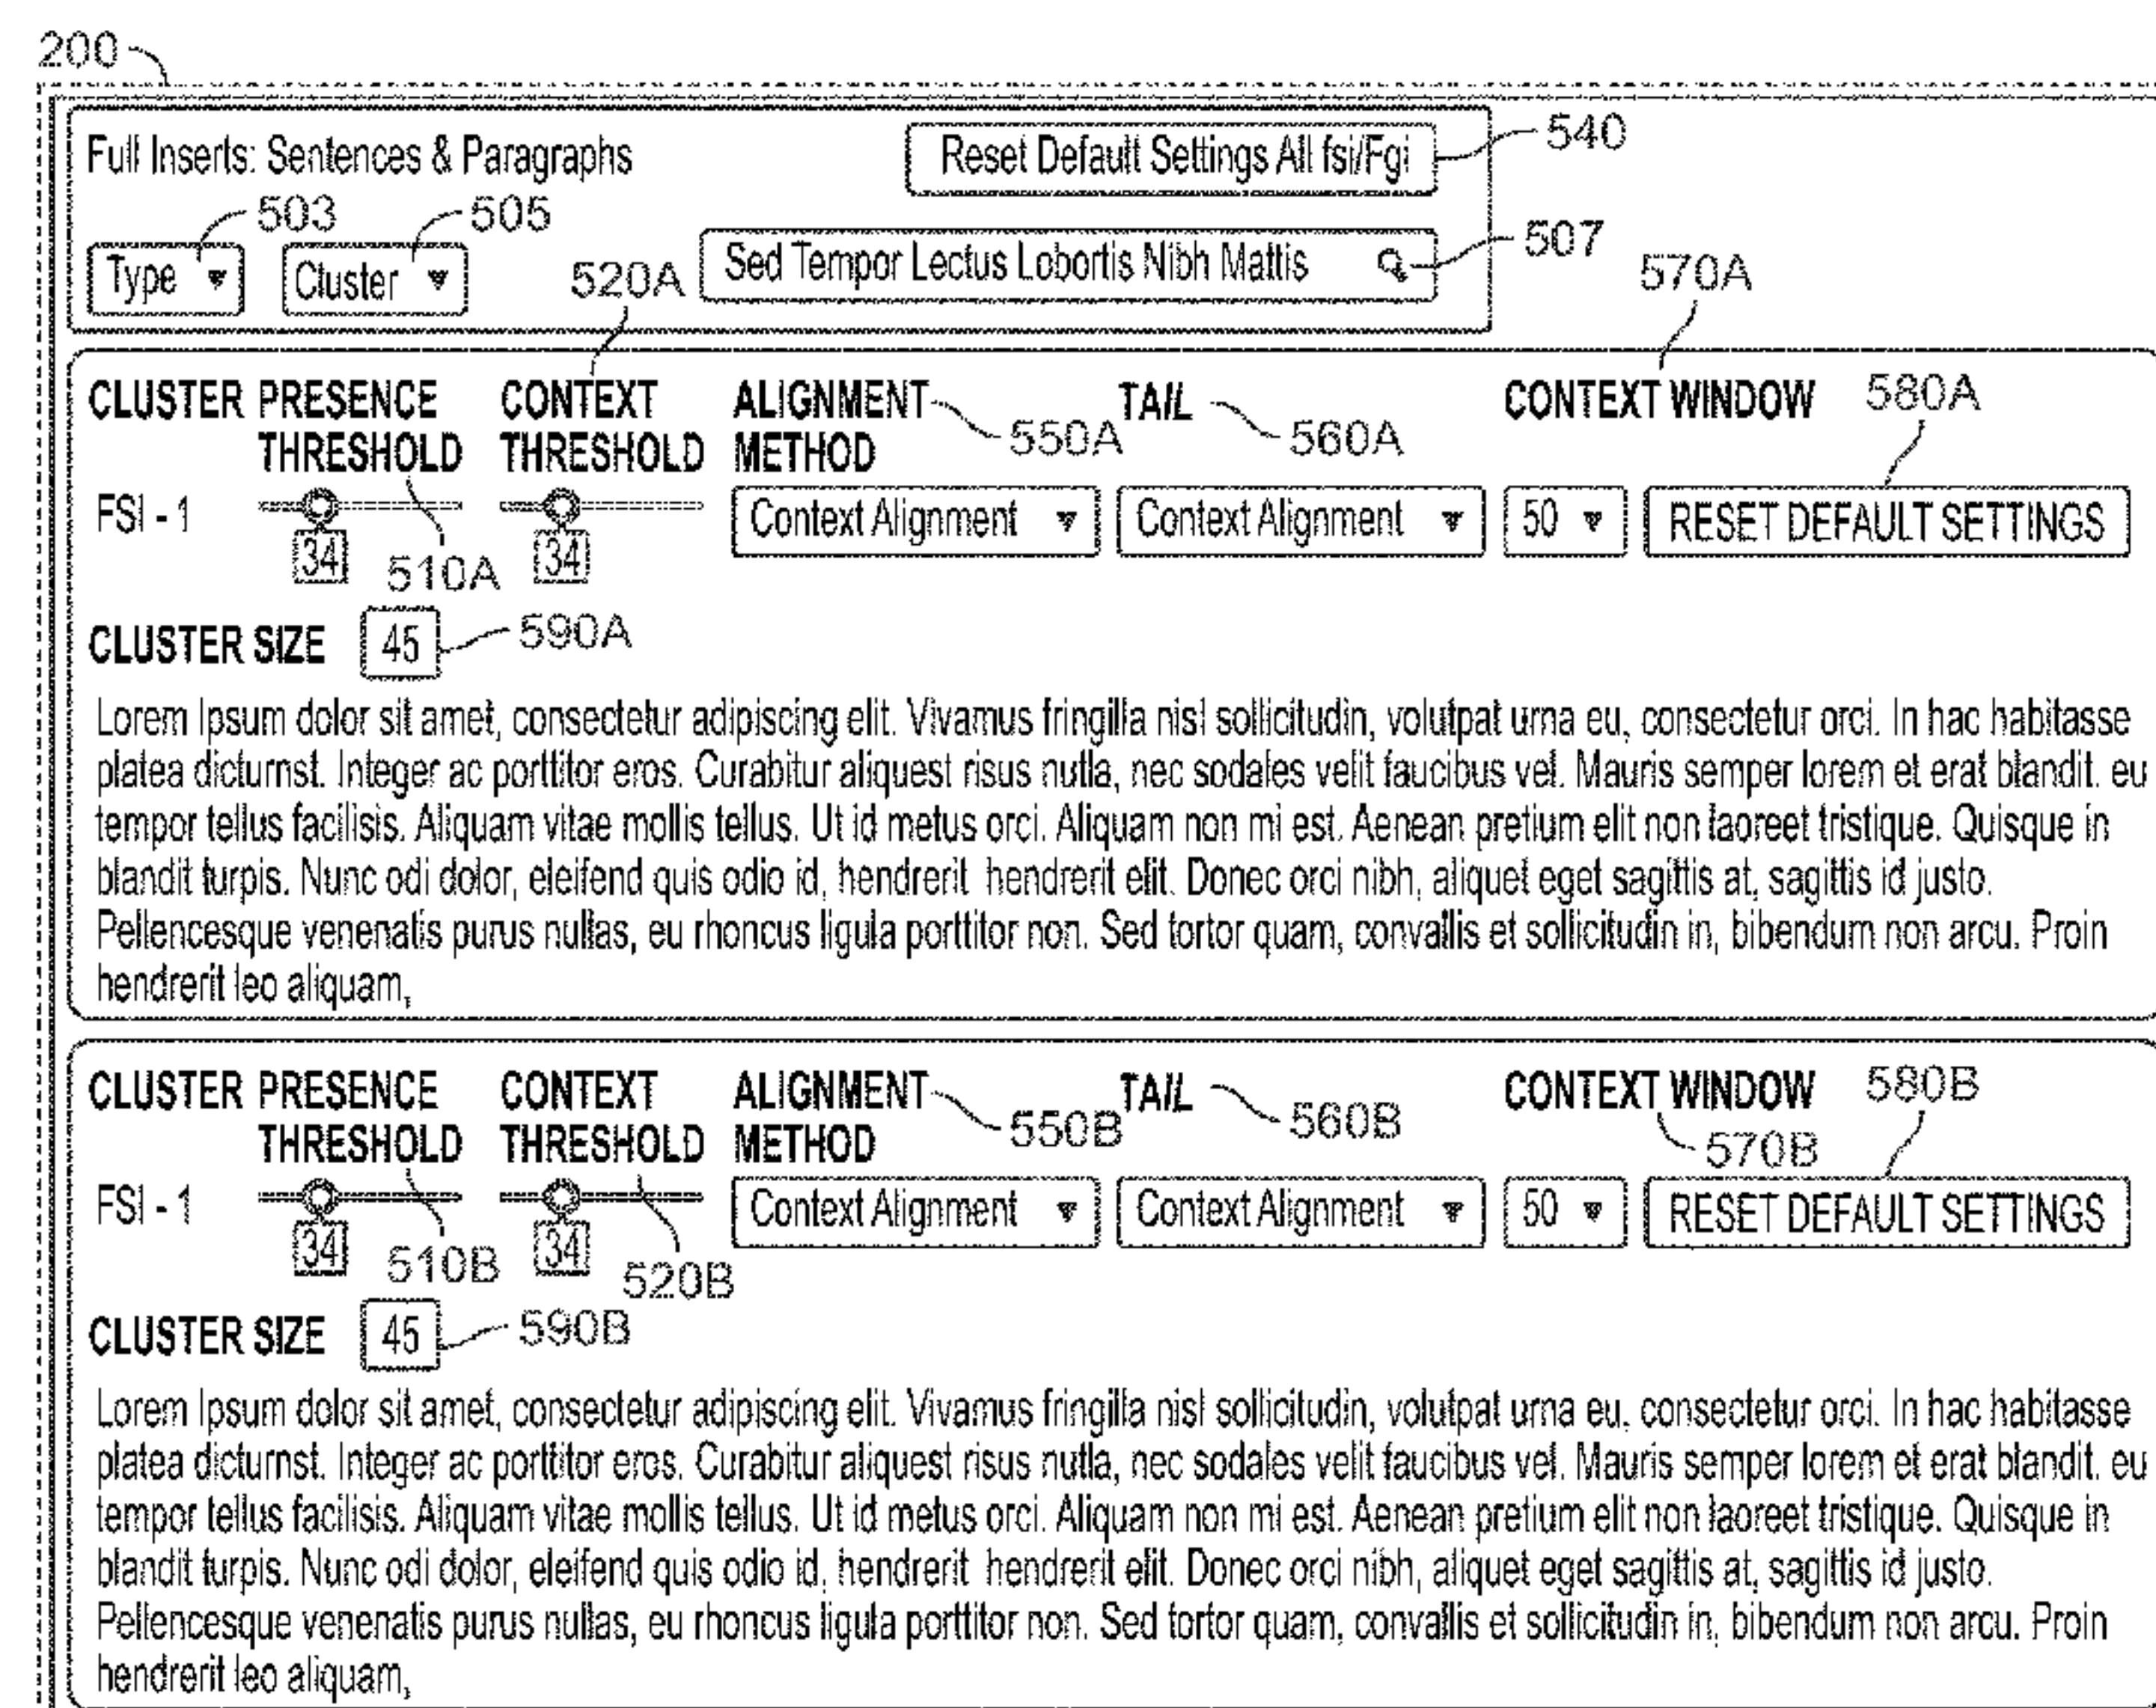 200
Full Inserts: Sentences & Paragraphs
Reset Default Settings All fsi/Fgi
540
503
505
Type
Cluster
520A
Sed Tempor Lectus Lobortis Nibh Mattis
507
570A
CLUSTER PRESENCE THRESHOLD
CONTEXT THRESHOLD
ALIGNMENT METHOD
550A
TAIL
560A
CONTEXT WINDOW
580A
FSI - 1
34
510A
34
Context Alignment
Context Alignment
50
RESET DEFAULT SETTINGS
CLUSTER SIZE 45
590A
Lorem Ipsum dolor sit amet, consectetur adipiscing elit. Vivamus fringilla nisl sollicitudin, volutpat urna eu, consectetur orci. In hac habitasse
platea dicturnst. Integer ac porttitor eros. Curabitur aliquest risus nutla, nec sodales velit faucibus vel. Mauris semper lorem et erat blandit. eu
tempor tellus facilisis. Aliquam vitae mollis tellus. Ut id metus orci. Aliquam non mi est. Aenean pretium elit non laoreet tristique. Quisque in
blandit turpis. Nunc odi dolor, eleifend quis odio id, hendrerit hendrerit elit. Donec orci nibh, aliquet eget sagittis at, sagittis id justo.
Pellencesque venenatis purus nullas, eu rhoncus ligula porttitor non. Sed tortor quam, convallis et sollicitudin in, bibendum non arcu. Proin
hendrerit leo aliquam,
CLUSTER PRESENCE THRESHOLD
CONTEXT THRESHOLD
ALIGNMENT METHOD
550B
TAIL
560B
CONTEXT WINDOW
570B
580B
FSI - 1
34
510B
34
520B
Context Alignment
Context Alignment
50
RESET DEFAULT SETTINGS
CLUSTER SIZE 45
590B
Lorem Ipsum dolor sit amet, consectetur adipiscing elit. Vivamus fringilla nisl sollicitudin, volutpat urna eu, consectetur orci. In hac habitasse
platea dicturnst. Integer ac porttitor eros. Curabitur aliquest risus nutla, nec sodales velit faucibus vel. Mauris semper lorem et erat blandit. eu
tempor tellus facilisis. Aliquam vitae mollis tellus. Ut id metus orci. Aliquam non mi est. Aenean pretium elit non laoreet tristique. Quisque in
blandit turpis. Nunc odi dolor, eleifend quis odio id, hendrerit hendrerit elit. Donec orci nibh, aliquet eget sagittis at, sagittis id justo.
Pellencesque venenatis purus nullas, eu rhoncus ligula porttitor non. Sed tortor quam, convallis et sollicitudin in, bibendum non arcu. Proin
hendrerit leo aliquam,